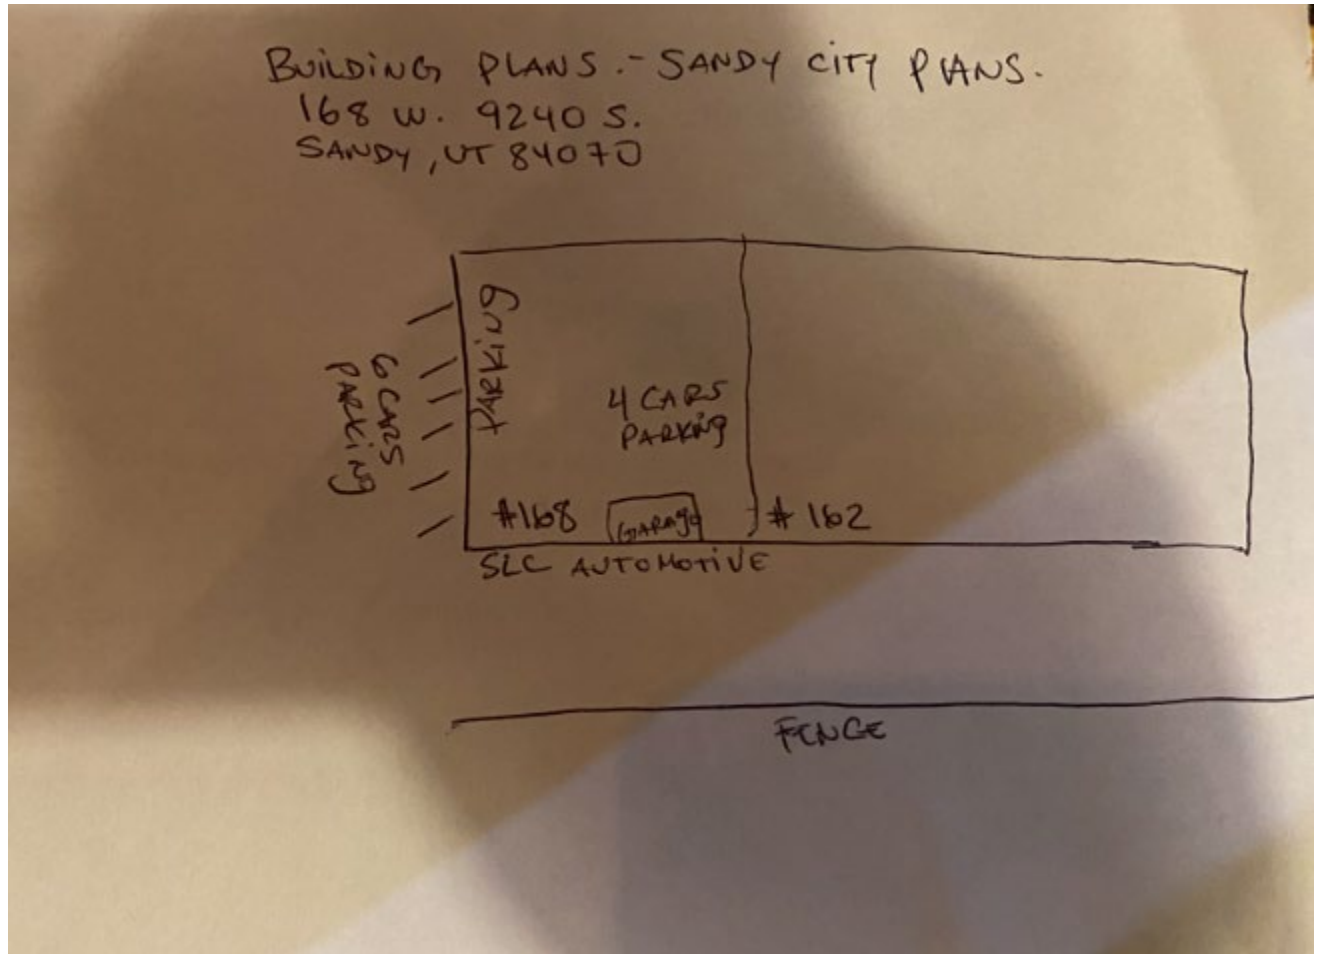 BUILDING PLANS.- SANDY CITY PLANS.
168 W. 9240 S.
SANDY, UT 84070
PARKING
6 CARS
PARKING
4 CARS
PARKING
#168
GARAGE
# 162
SLC AUTOMOTIVE
FENCE